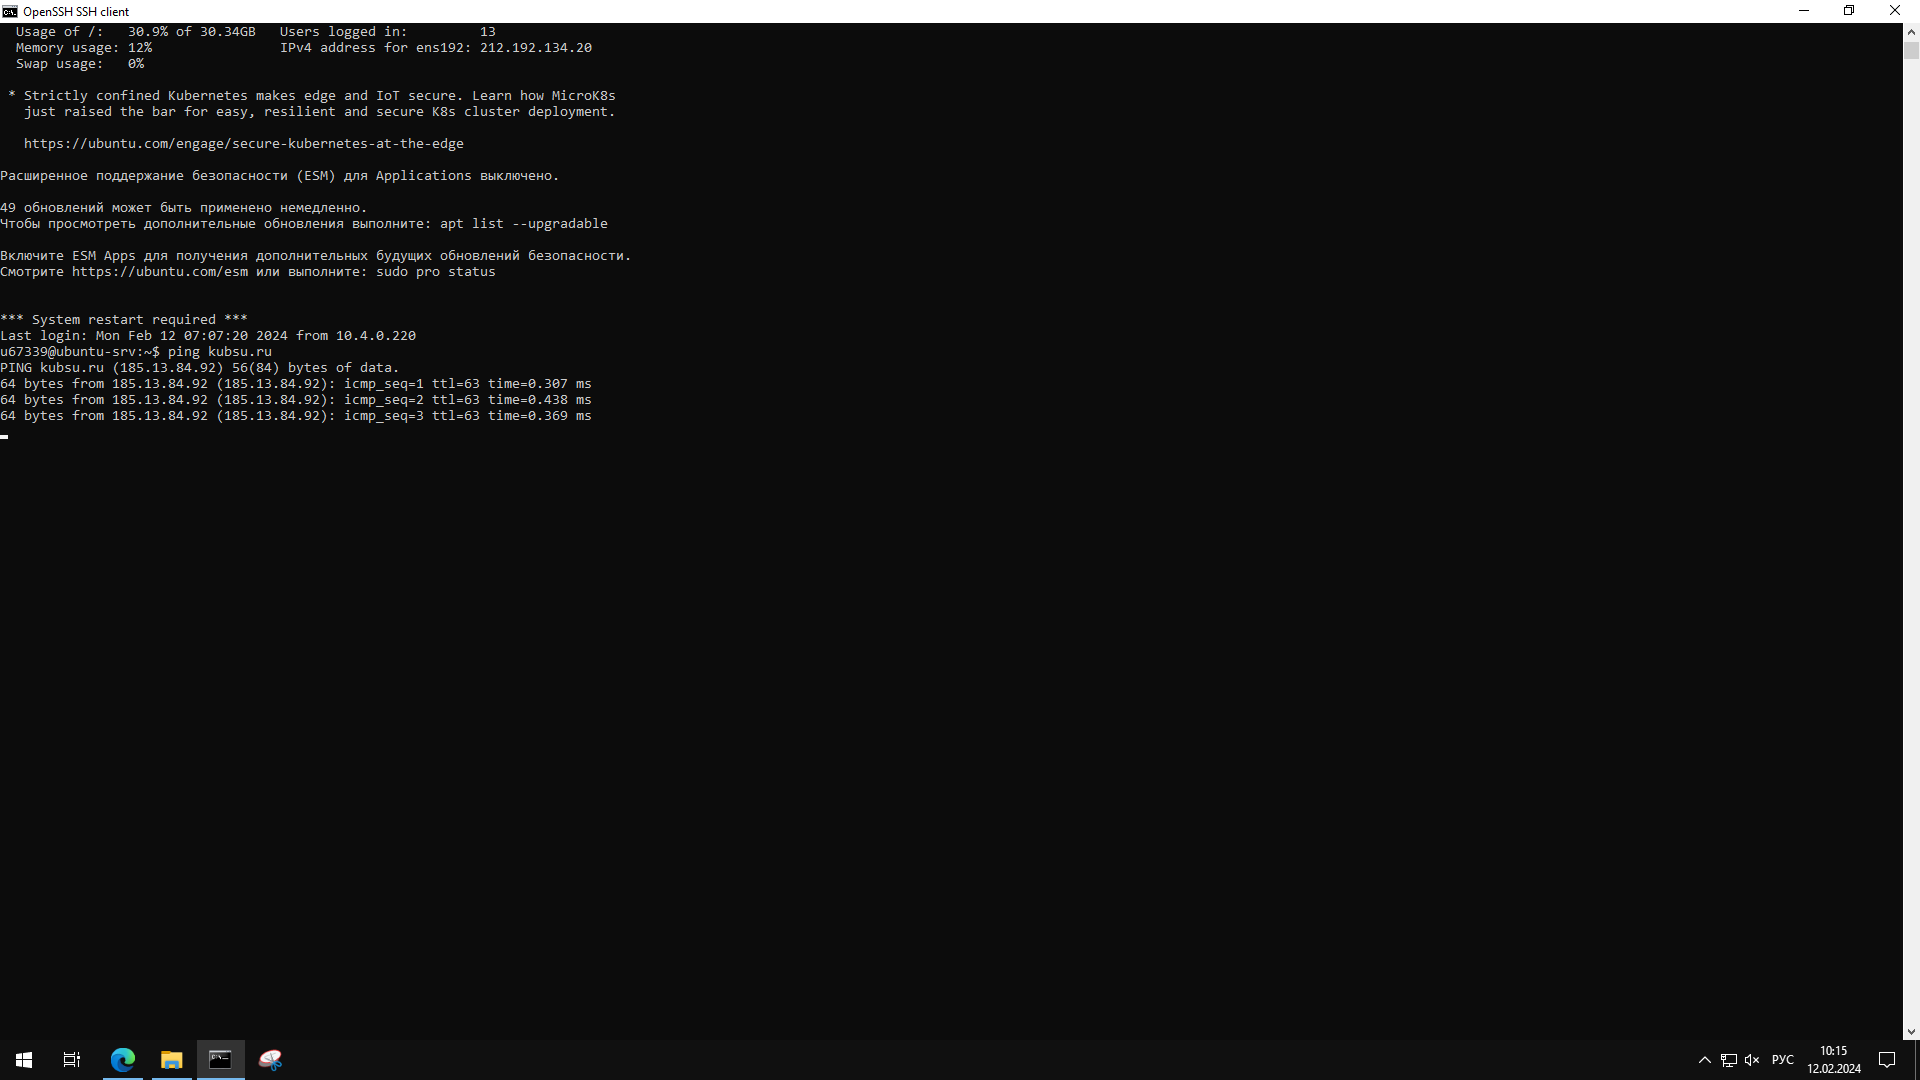 OpenSSH SSH client
Usage of /: 30.9% of 30.34GB Users logged in: 13
Memory usage: 12% IPv4 address for ens192: 212.192.134.20
Swap usage: 0%
* Strictly confined Kubernetes makes edge and IoT secure. Learn how MicroK8s
just raised the bar for easy, resilient and secure K8s cluster deployment.
https://ubuntu.com/engage/secure-kubernetes-at-the-edge
Расширенное поддержание безопасности (ESM) для Applications выключено.
49 обновлений может быть применено немедленно.
Чтобы просмотреть дополнительные обновления выполните: apt list --upgradable
Включите ESM Apps для получения дополнительных будущих обновлений безопасности.
Смотрите https://ubuntu.com/esm или выполните: sudo pro status
*** System restart required ***
Last login: Mon Feb 12 07:07:20 2024 from 10.4.0.220
u67339@ubuntu-srv:~$ ping kubsu.ru
PING kubsu.ru (185.13.84.92) 56(84) bytes of data.
64 bytes from 185.13.84.92 (185.13.84.92): icmp_seq=1 ttl=63 time=0.307 ms
64 bytes from 185.13.84.92 (185.13.84.92): icmp_seq=2 ttl=63 time=0.438 ms
64 bytes from 185.13.84.92 (185.13.84.92): icmp_seq=3 ttl=63 time=0.369 ms
РУС
10:15
12.02.2024